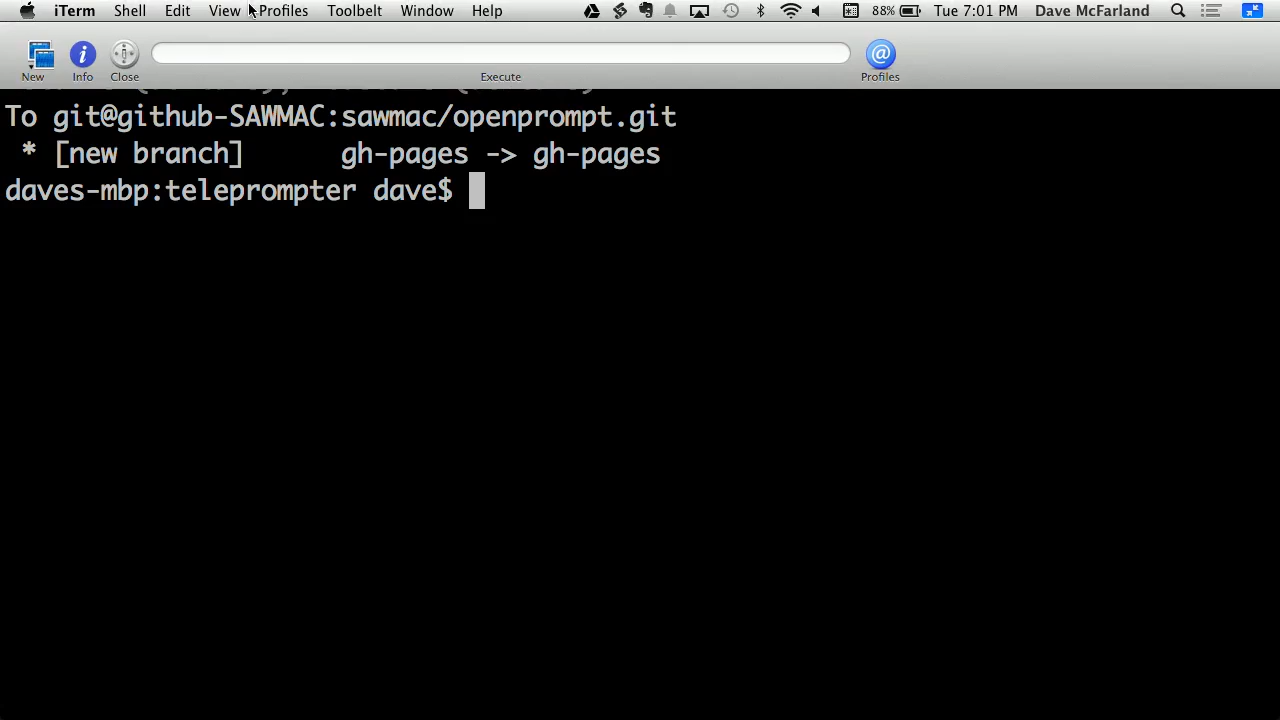 iTerm Shell Edit View Profiles Toolbelt Window Help 88% Tue 7:01 PM Dave McFarland
New Info Close Execute Profiles
To git@github-SAWMAC:sawmac/openprompt.git
* [new branch] gh-pages -> gh-pages
daves-mbp:teleprompter dave$